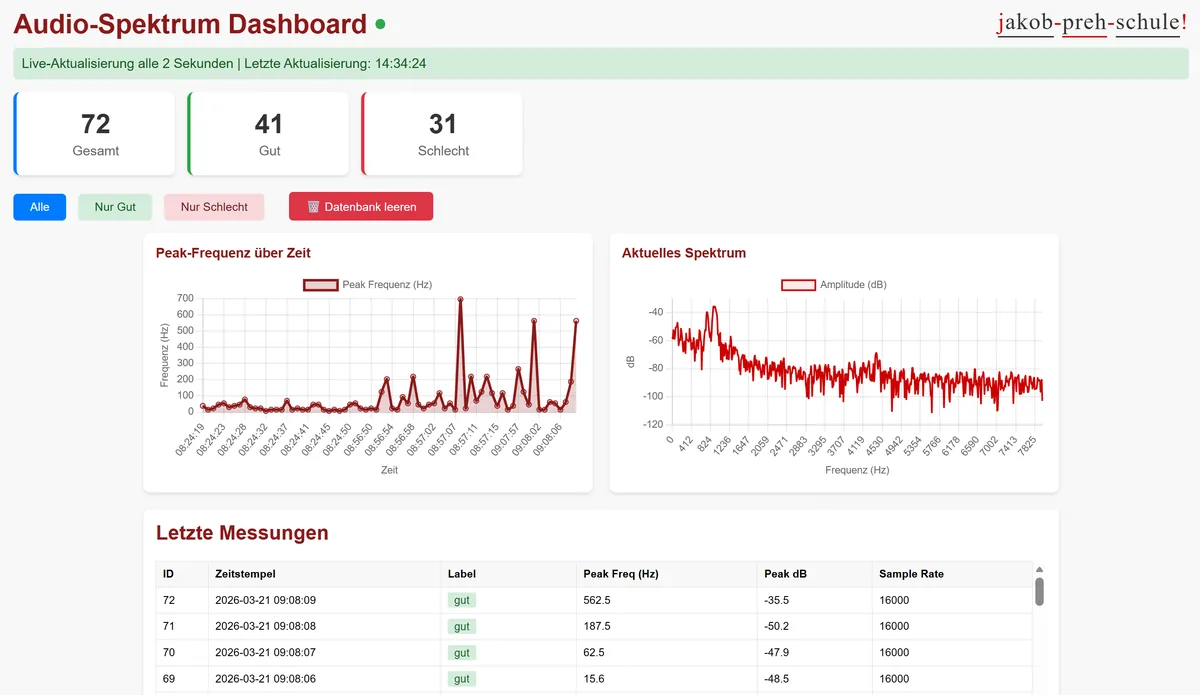 Audio-Spektrum Dashboard
jakob-preh-schule!
Live-Aktualisierung alle 2 Sekunden | Letzte Aktualisierung: 14:34:24
72
Gesamt
41
Gut
31
Schlecht
Alle
Nur Gut
Nur Schlecht
Datenbank leeren
Peak-Frequenz über Zeit
Peak Frequenz (Hz)
Frequenz (Hz)
700
600
500
400
300
200
100
0
08:24:19
08:24:23
08:24:28
08:24:32
08:24:37
08:24:41
08:24:45
08:24:50
08:56:50
08:56:54
08:56:58
08:57:02
08:57:07
08:57:11
08:57:15
09:07:57
09:08:02
09:08:06
Zeit
Aktuelles Spektrum
Amplitude (dB)
dB
-40
-60
-80
-100
-120
0
412
824
1236
1647
2059
2471
2883
3295
3707
4119
4530
4942
5354
5766
6178
6590
7002
7413
7825
Frequenz (Hz)
Letzte Messungen
ID Zeitstempel Label Peak Freq (Hz) Peak dB Sample Rate
72 2026-03-21 09:08:09 gut 562.5 -35.5 16000
71 2026-03-21 09:08:08 gut 187.5 -50.2 16000
70 2026-03-21 09:08:07 gut 62.5 -47.9 16000
69 2026-03-21 09:08:06 gut 15.6 -48.5 16000